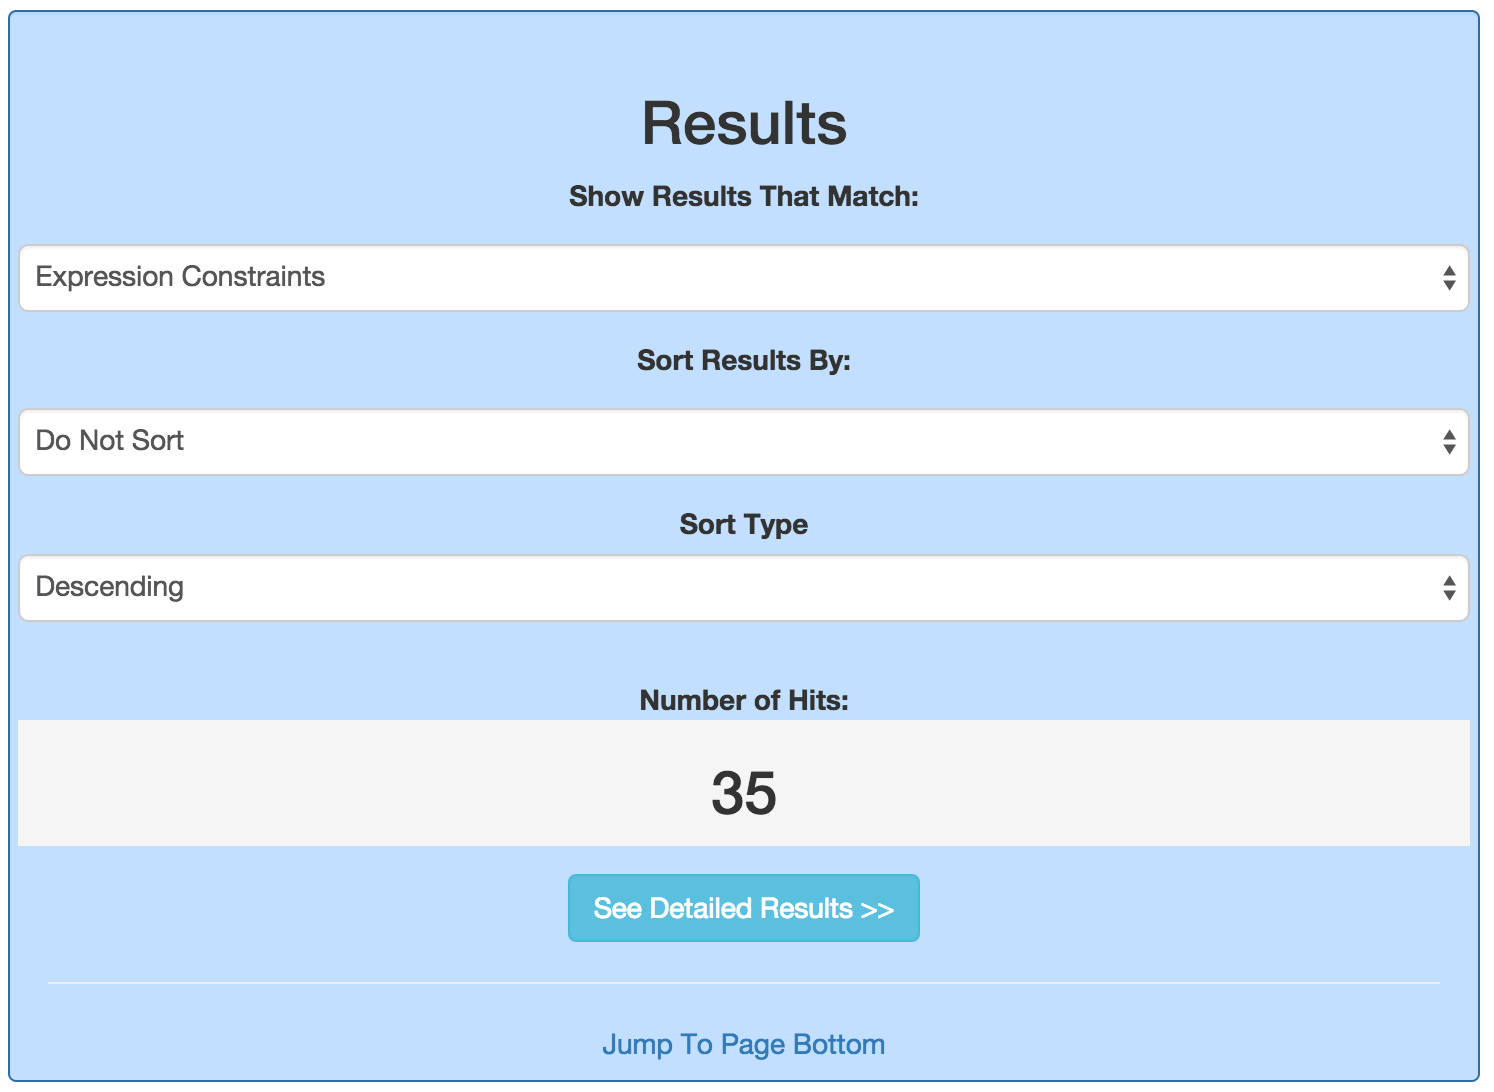 Results
Show Results That Match:
Expression Constraints
Sort Results By:
Do Not Sort
Sort Type
Descending
Number of Hits:
35
See Detailed Results >>
Jump To Page Bottom